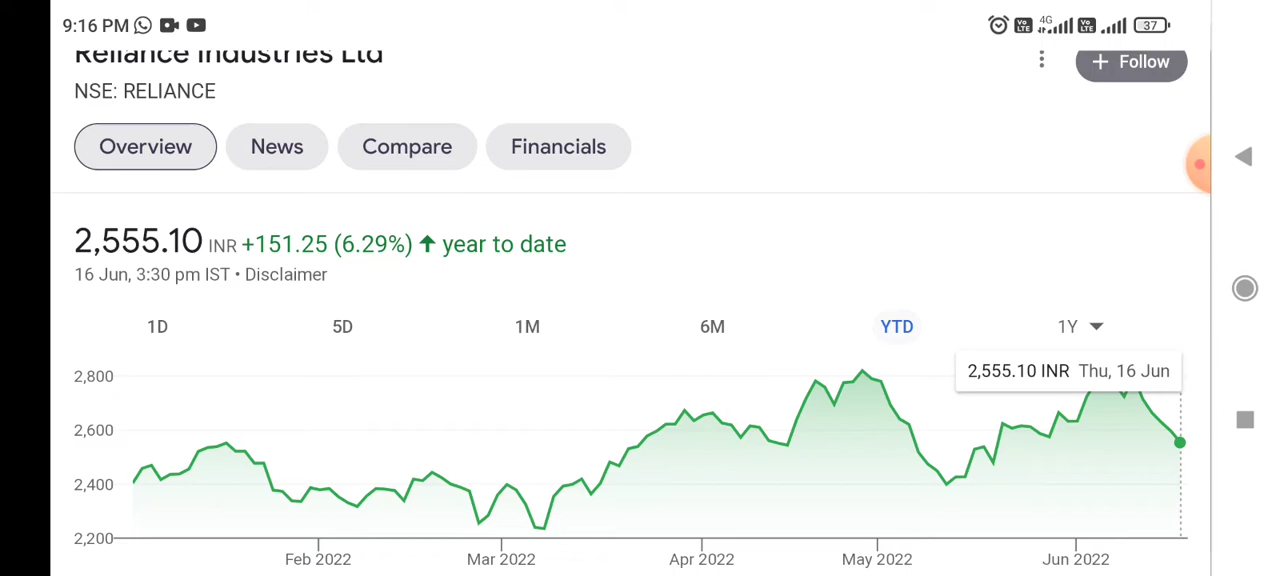 9:16 PM 4G 37
Reliance Industries Ltd
+ Follow
NSE: RELIANCE
Overview News Compare Financials
2,555.10 INR +151.25 (6.29%) ↑ year to date
16 Jun, 3:30 pm IST • Disclaimer
1D 5D 1M 6M YTD 1Y
2,555.10 INR Thu, 16 Jun
2,800
2,600
2,400
2,200
Feb 2022 Mar 2022 Apr 2022 May 2022 Jun 2022